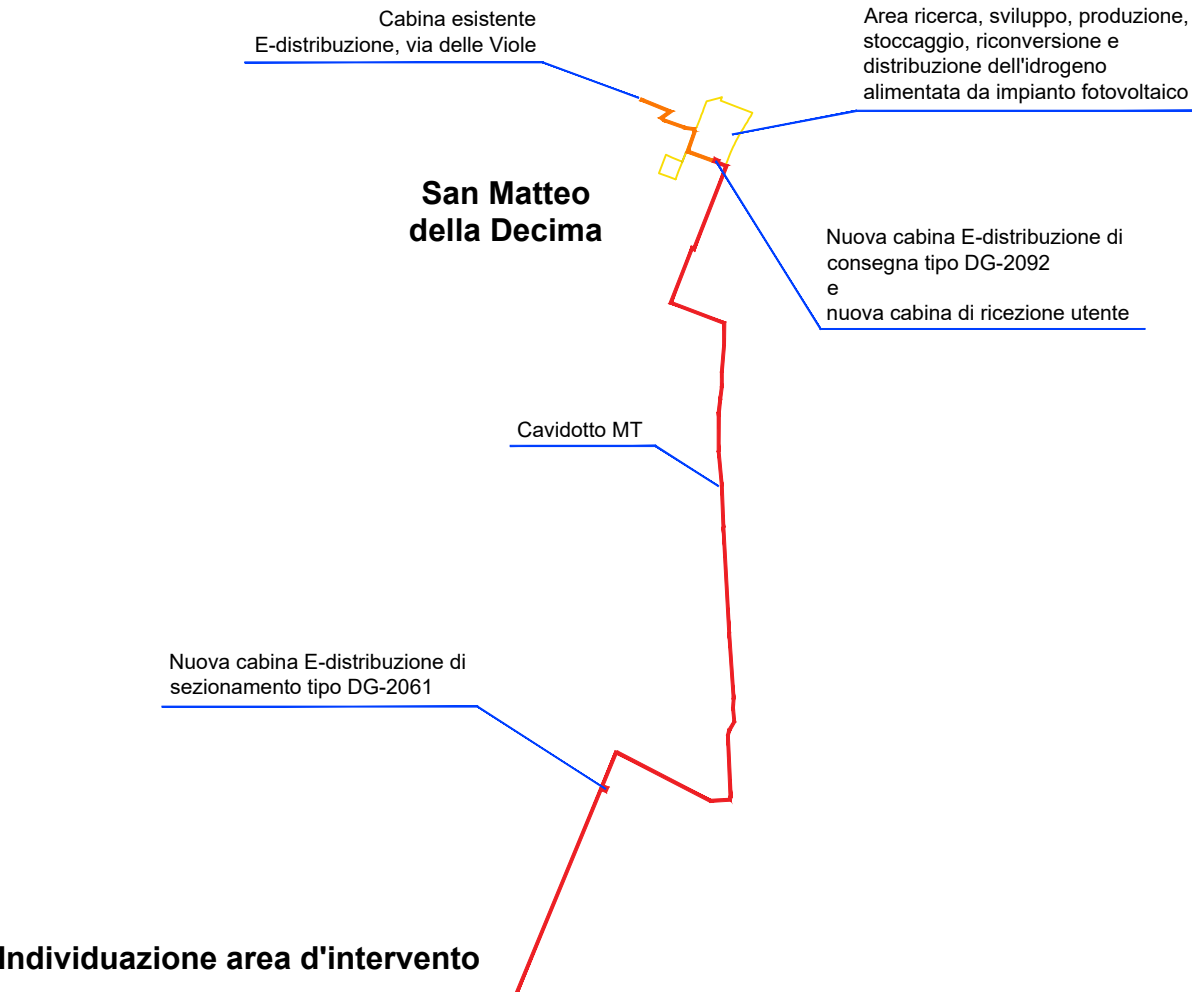 Cabina esistente
E-distribuzione, via delle Viole
Area ricerca, sviluppo, produzione,
stoccaggio, riconversione e
distribuzione dell'idrogeno
alimentata da impianto fotovoltaico
San Matteo
della Decima
Nuova cabina E-distribuzione di
consegna tipo DG-2092
e
nuova cabina di ricezione utente
Cavidotto MT
Nuova cabina E-distribuzione di
sezionamento tipo DG-2061
Individuazione area d'intervento